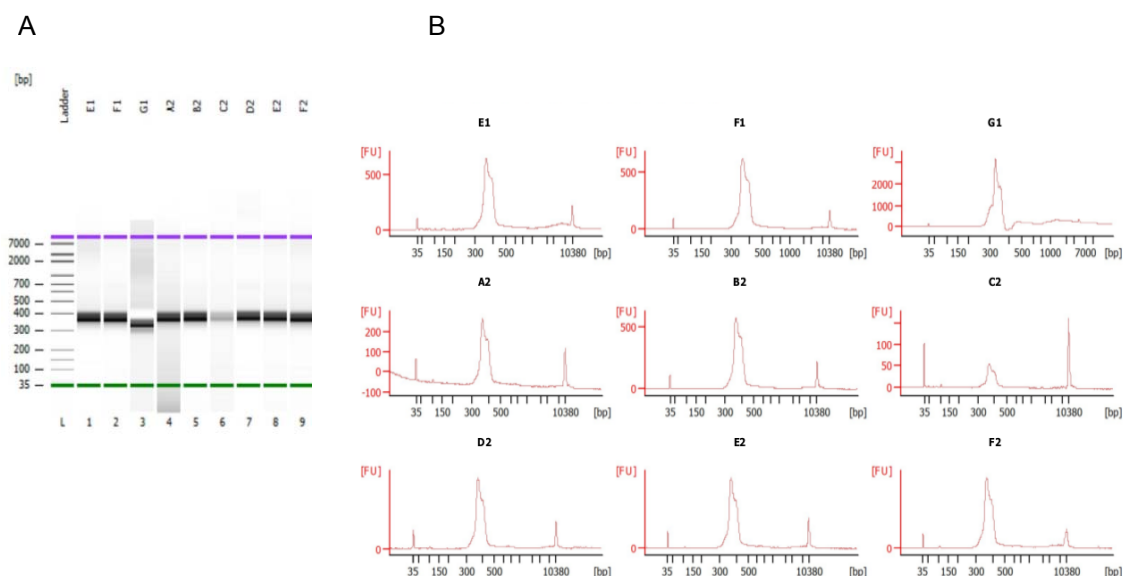 A
B
[bp]
Ladder E1 F1 G1 A2 B2 C2 D2 E2 F2
7000
2000
700
500
400
300
200
100
35
L 1 2 3 4 5 6 7 8 9
E1
[FU]
500
0
35 150 300 500 10380 [bp]
F1
[FU]
500
0
35 150 300 500 1000 10380 [bp]
G1
[FU]
2000
1000
0
35 150 300 500 1000 7000 [bp]
A2
[FU]
200
100
0
-100
35 150 300 500 10380 [bp]
B2
[FU]
500
0
35 150 300 500 10380 [bp]
C2
[FU]
100
50
0
35 150 300 500 10380 [bp]
D2
[FU]
0
35 150 300 500 10380 [bp]
E2
[FU]
0
35 150 300 500 10380 [bp]
F2
[FU]
0
35 150 300 500 10380 [bp]